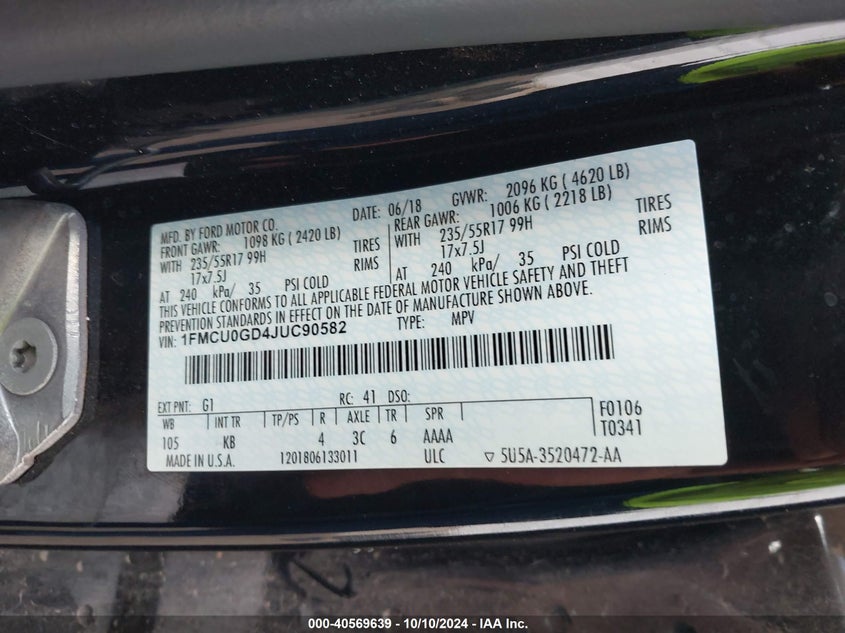 MFD. BY FORD MOTOR CO. DATE: 06/18 GVWR: 2096 KG ( 4620 LB)
FRONT GAWR: 1098 KG ( 2420 LB) REAR GAWR: 1006 KG ( 2218 LB)
WITH 235/55R17 99H TIRES WITH 235/55R17 99H TIRES
17x7.5J RIMS 17x7.5J RIMS
AT 240 kPa/ 35 PSI COLD AT 240 kPa/ 35 PSI COLD
THIS VEHICLE CONFORMS TO ALL APPLICABLE FEDERAL MOTOR VEHICLE SAFETY AND THEFT
PREVENTION STANDARDS IN EFFECT ON THE DATE OF MANUFACTURE SHOWN ABOVE.
VIN: 1FMCU0GD4JUC90582 TYPE: MPV
EXT PNT: G1 RC: 41 DSO:
WB INT TR TP/PS R AXLE TR SPR F0106
105 KB 4 3C 6 AAAA T0341
MADE IN U.S.A. 1201806133011 ULC ▽ 5U5A-3520472-AA
000-40569639 - 10/10/2024 - IAA Inc.